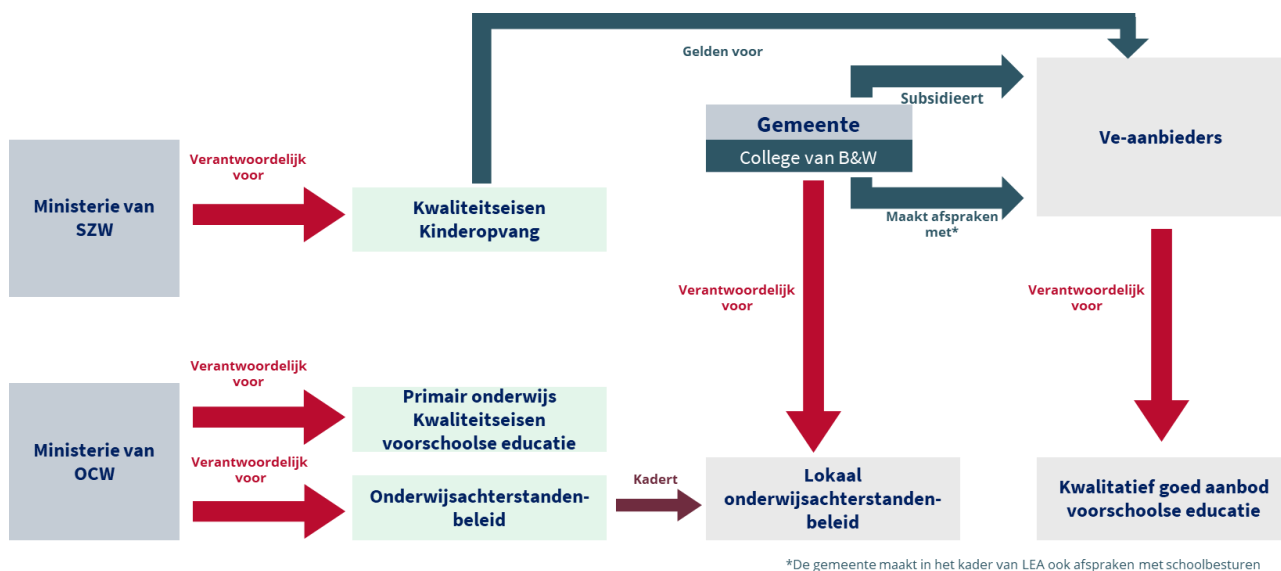 Gelden voor
Subsidieert
Gemeente
College van B&W
Ve-aanbieders
Verantwoordelijk
voor
Ministerie van
SZW
Kwaliteitseisen
Kinderopvang
Maakt afspraken
met*
Verantwoordelijk
voor
Verantwoordelijk
voor
Verantwoordelijk
voor
Ministerie van
OCW
Primair onderwijs
Kwaliteitseisen
voorschoolse educatie
Verantwoordelijk
voor
Onderwijsachterstanden-
beleid
Kadert
Lokaal
onderwijsachterstanden-
beleid
Kwalitatief goed aanbod
voorschoolse educatie
*De gemeente maakt in het kader van LEA ook afspraken met schoolbesturen